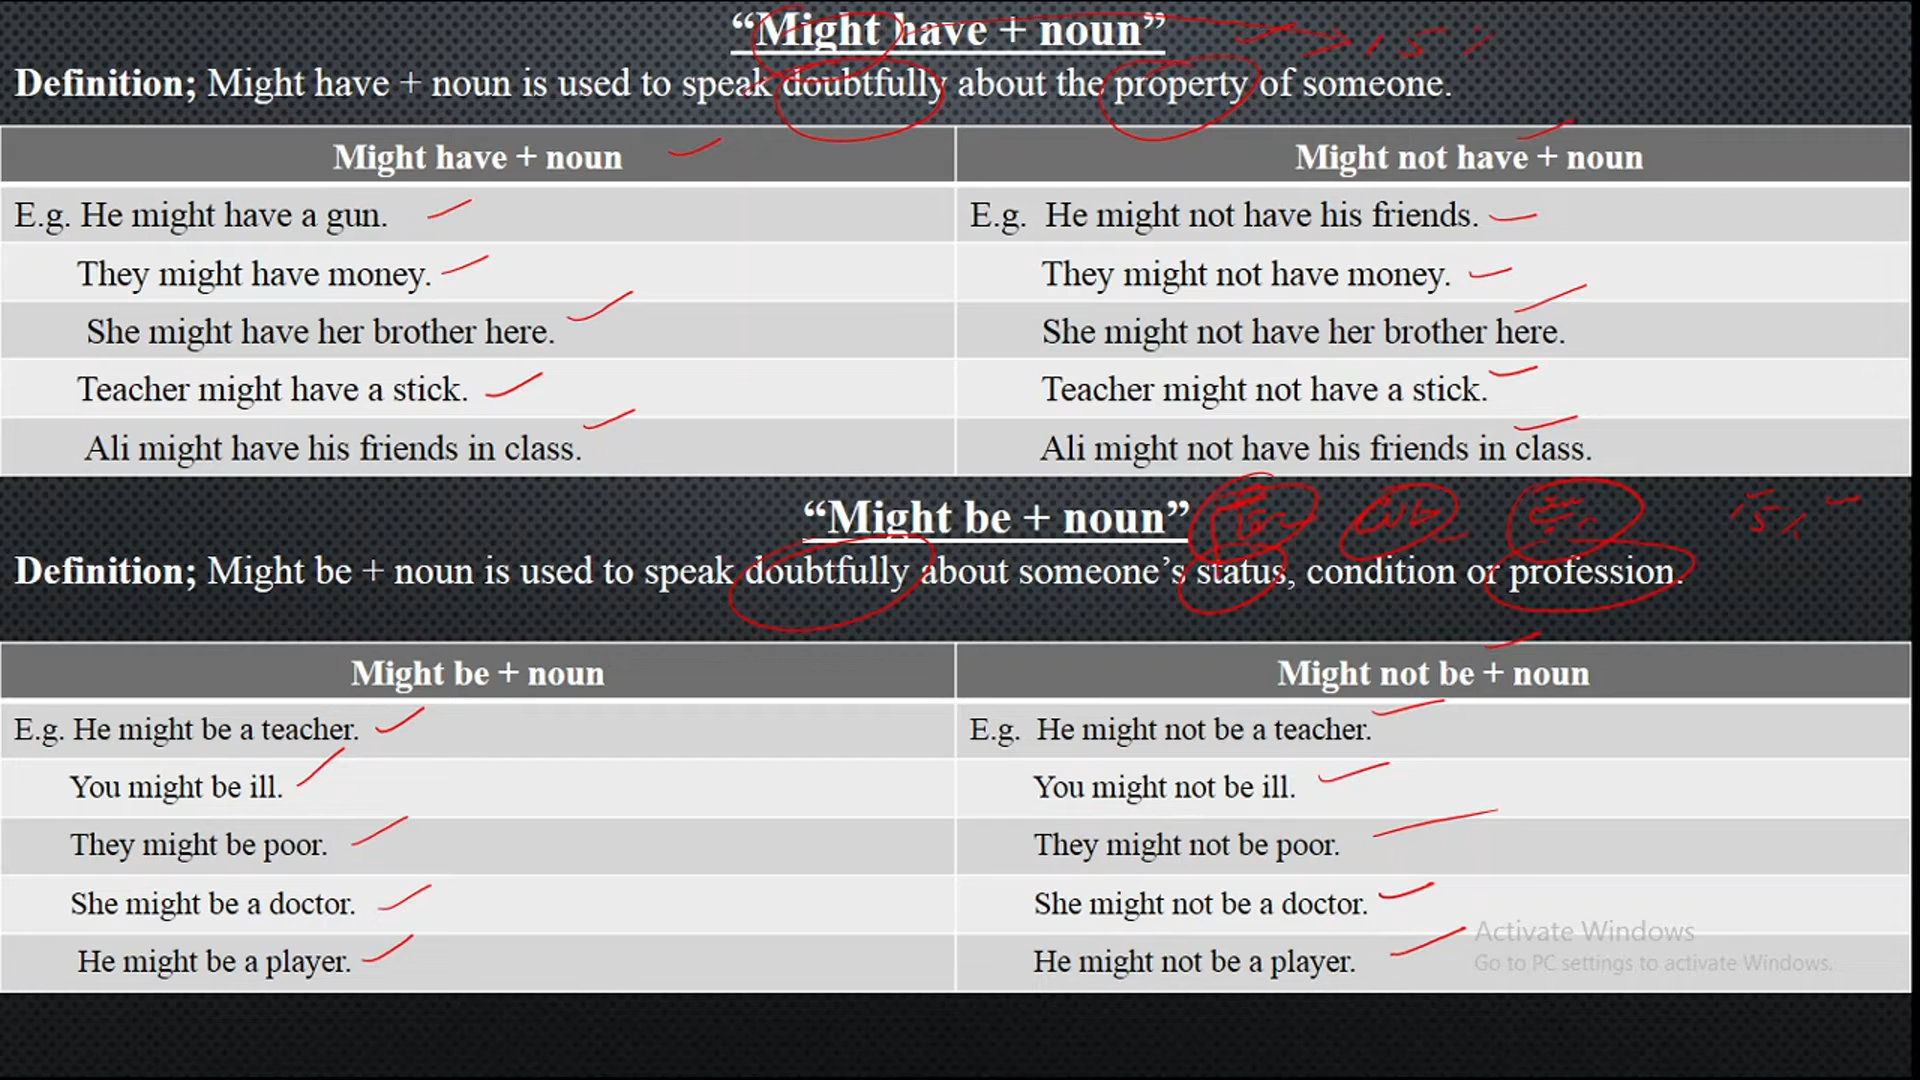 “Might have + noun”
15%
Definition; Might have + noun is used to speak doubtfully about the property of someone.
Might have + noun
Might not have + noun
E.g. He might have a gun.
E.g. He might not have his friends.
They might have money.
They might not have money.
She might have her brother here.
She might not have her brother here.
Teacher might have a stick.
Teacher might not have a stick.
Ali might have his friends in class.
Ali might not have his friends in class.
“Might be + noun”
15%
Definition; Might be + noun is used to speak doubtfully about someone’s status, condition or profession.
Might be + noun
Might not be + noun
E.g. He might be a teacher.
E.g. He might not be a teacher.
You might be ill.
You might not be ill.
They might be poor.
They might not be poor.
She might be a doctor.
She might not be a doctor.
He might be a player.
He might not be a player.
Activate Windows
Go to PC settings to activate Windows.